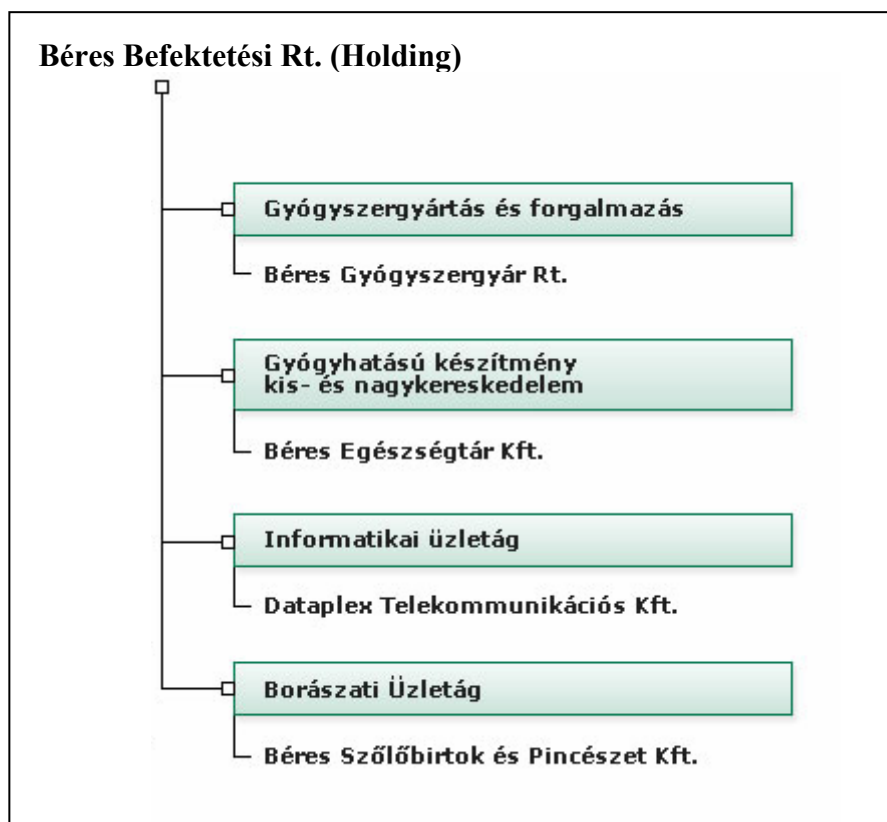 Béres Befektetési Rt. (Holding)
Gyógyszergyártás és forgalmazás
Béres Gyógyszergyár Rt.
Gyógyhatású készítmény
kis- és nagykereskedelem
Béres Egészségtár Kft.
Informatikai üzletág
Dataplex Telekommunikációs Kft.
Borászati Üzletág
Béres Szőlőbirtok és Pincészet Kft.